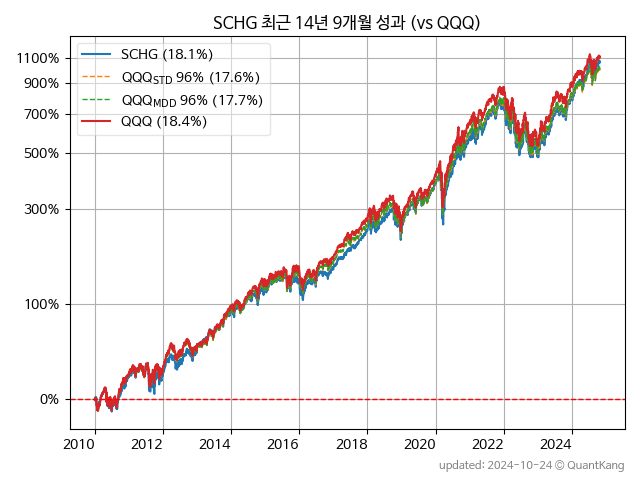 SCHG 최근 14년 9개월 성과 (vs QQQ)
SCHG (18.1%)
QQQSTD 96% (17.6%)
QQQMDD 96% (17.7%)
QQQ (18.4%)
1100%
900%
700%
500%
300%
100%
0%
2010 2012 2014 2016 2018 2020 2022 2024
updated: 2024-10-24 © QuantKang